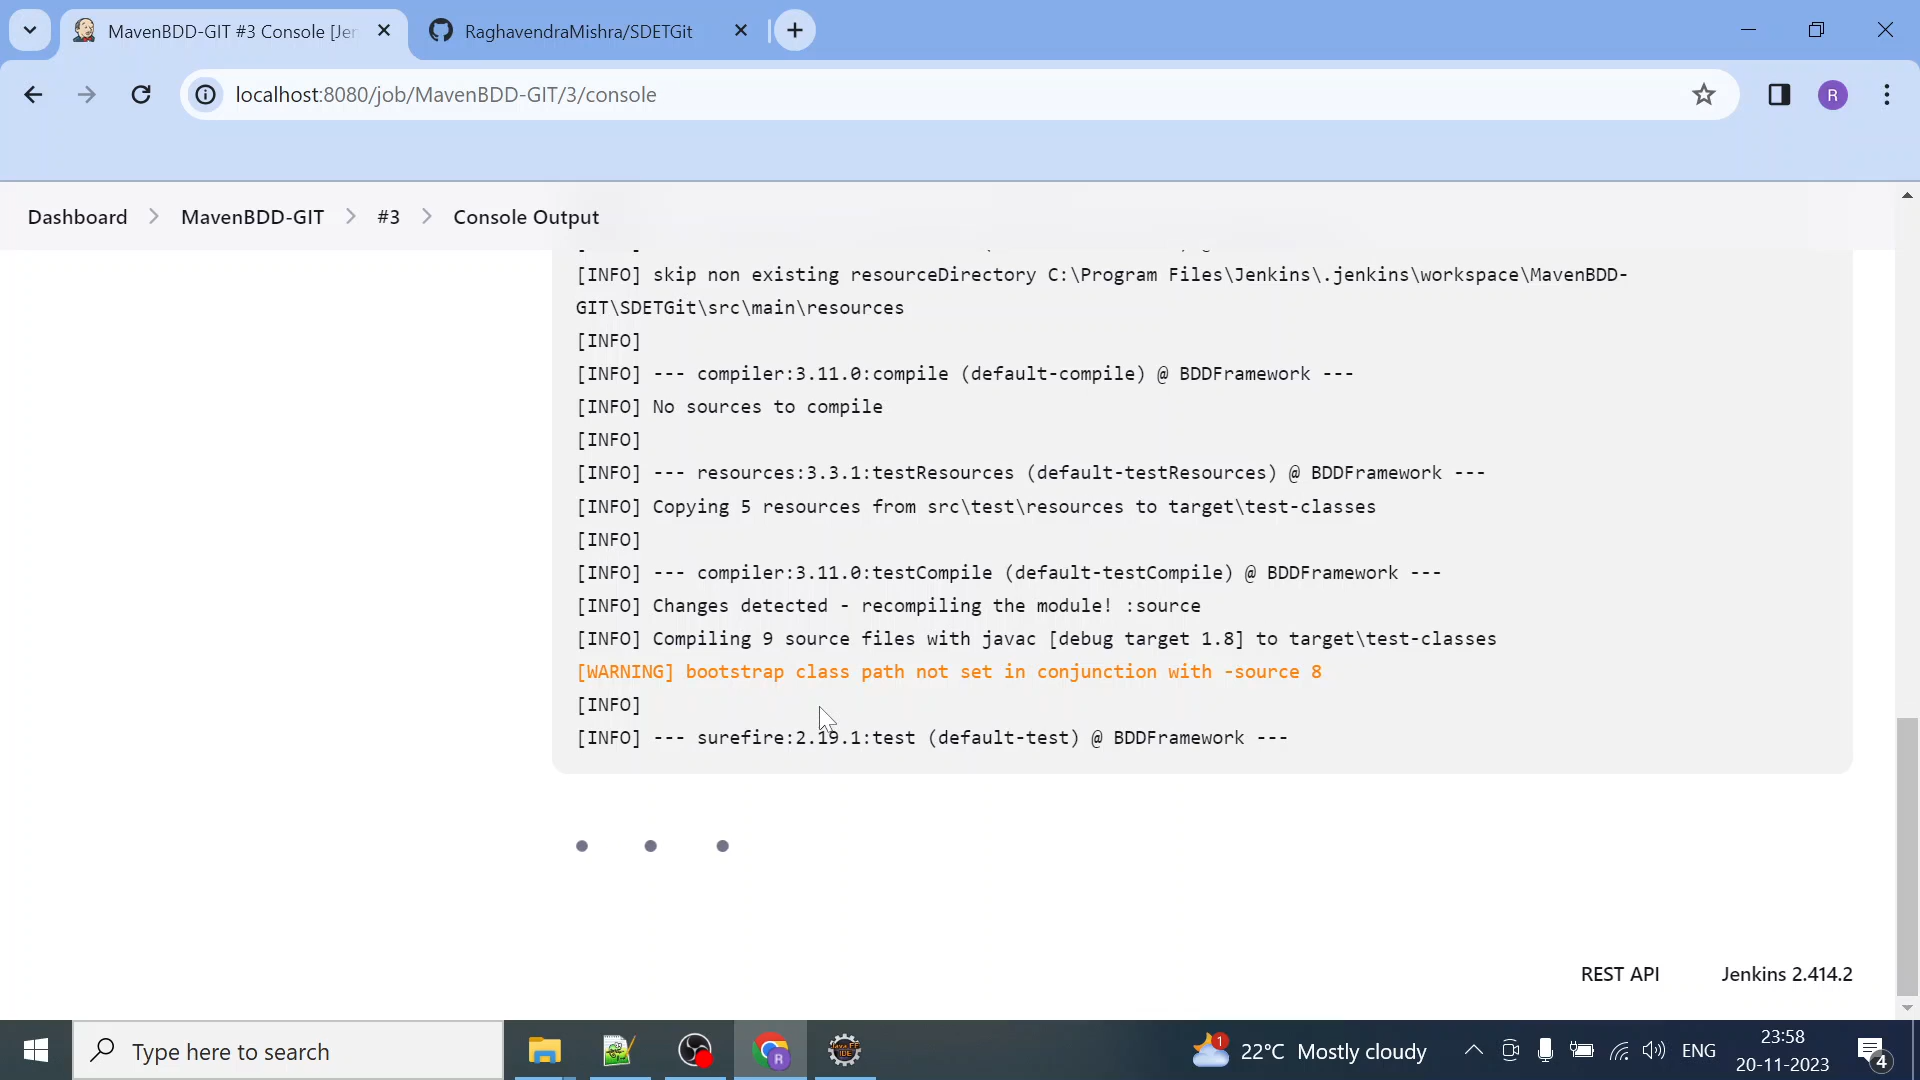 MavenBDD-GIT #3 Console [Jen
RaghavendraMishra/SDETGit
localhost:8080/job/MavenBDD-GIT/3/console
R
Dashboard > MavenBDD-GIT > #3 > Console Output
[INFO] skip non existing resourceDirectory C:\Program Files\Jenkins\.jenkins\workspace\MavenBDD-
GIT\SDETGit\src\main\resources
[INFO]
[INFO] --- compiler:3.11.0:compile (default-compile) @ BDDFramework ---
[INFO] No sources to compile
[INFO]
[INFO] --- resources:3.3.1:testResources (default-testResources) @ BDDFramework ---
[INFO] Copying 5 resources from src\test\resources to target\test-classes
[INFO]
[INFO] --- compiler:3.11.0:testCompile (default-testCompile) @ BDDFramework ---
[INFO] Changes detected - recompiling the module! :source
[INFO] Compiling 9 source files with javac [debug target 1.8] to target\test-classes
[WARNING] bootstrap class path not set in conjunction with -source 8
[INFO]
[INFO] --- surefire:2.19.1:test (default-test) @ BDDFramework ---
REST API Jenkins 2.414.2
Type here to search
R
Java EE
IDE
1
22°C Mostly cloudy
ENG
23:58
20-11-2023
4